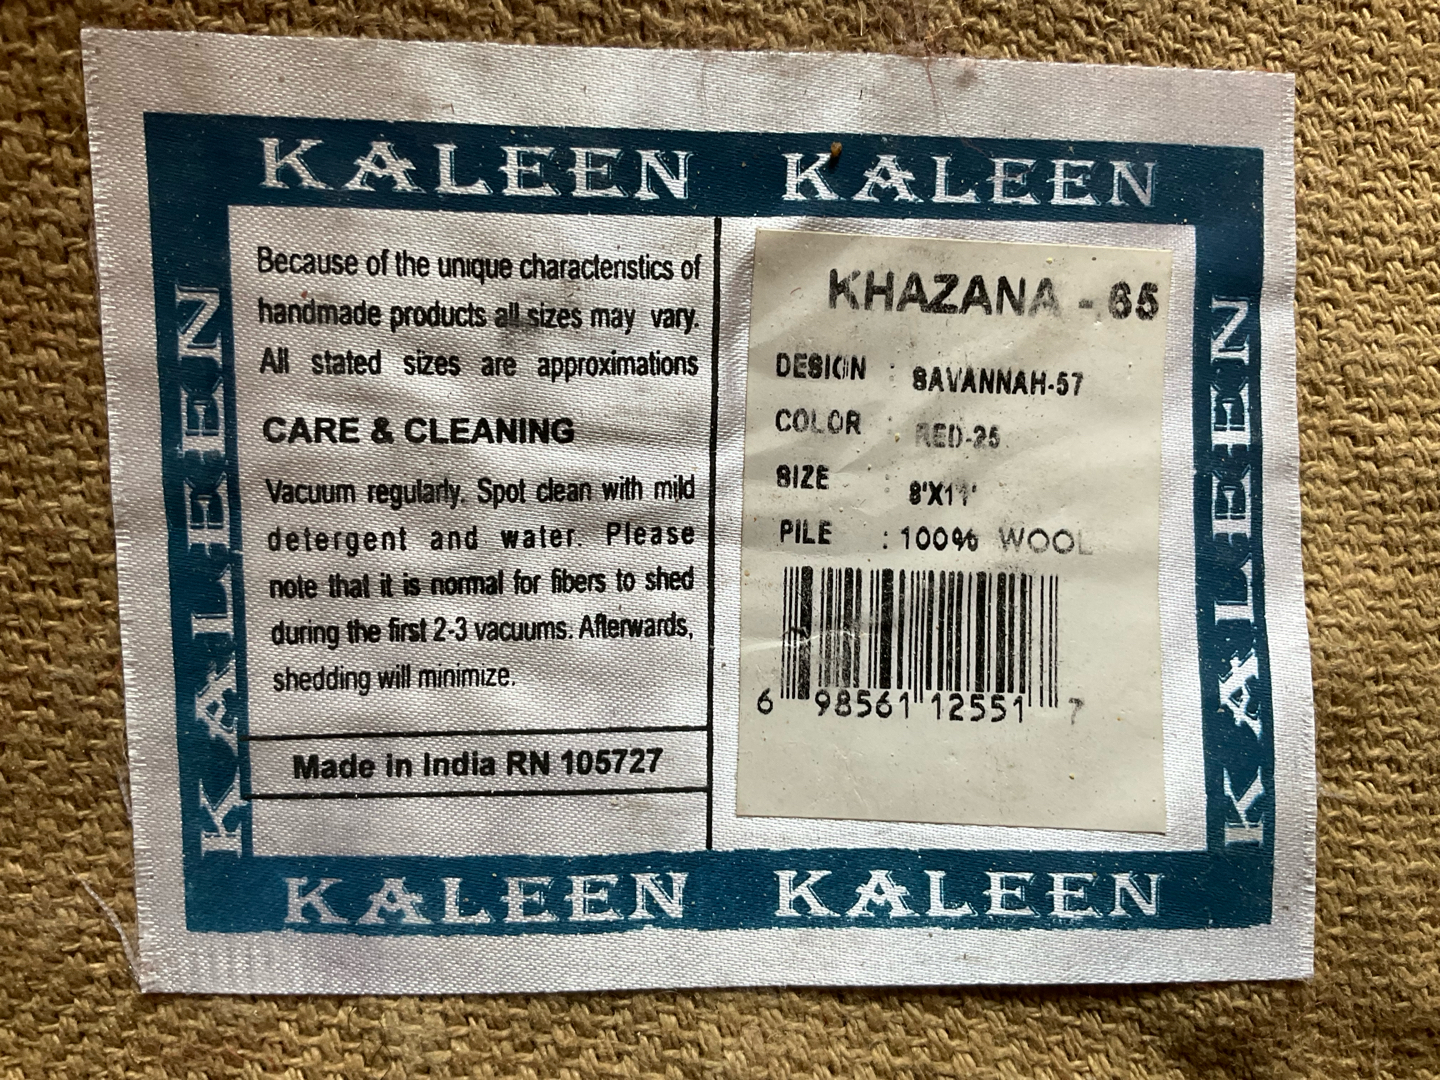 KALEEN KALEEN
KALEEN
Because of the unique characteristics of
handmade products all sizes may vary.
All stated sizes are approximations
CARE & CLEANING
Vacuum regularly. Spot clean with mild
detergent and water. Please
note that it is normal for fibers to shed
during the first 2-3 vacuums. Afterwards,
shedding will minimize.
Made in India RN 105727
KHAZANA - 65
DESIGN : SAVANNAH-57
COLOR : RED-25
SIZE : 8'X11'
PILE : 100% WOOL
6 98561 12551 7
KALEEN
KALEEN KALEEN